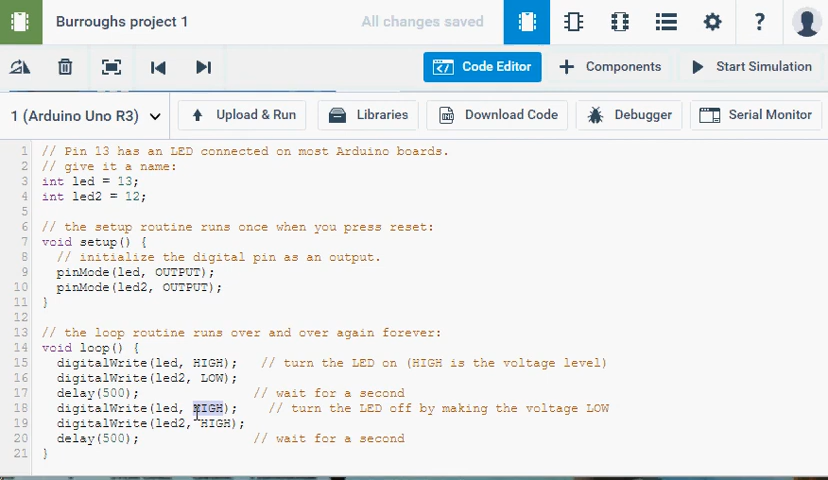 Burroughs project 1
All changes saved
?
Code Editor
+ Components
Start Simulation
1 (Arduino Uno R3)
Upload & Run
Libraries
Download Code
Debugger
Serial Monitor
1 // Pin 13 has an LED connected on most Arduino boards.
2 // give it a name:
3 int led = 13;
4 int led2 = 12;
5
6 // the setup routine runs once when you press reset:
7 void setup() {
8 // initialize the digital pin as an output.
9 pinMode(led, OUTPUT);
10 pinMode(led2, OUTPUT);
11 }
12
13 // the loop routine runs over and over again forever:
14 void loop() {
15 digitalWrite(led, HIGH); // turn the LED on (HIGH is the voltage level)
16 digitalWrite(led2, LOW);
17 delay(500); // wait for a second
18 digitalWrite(led, HIGH); // turn the LED off by making the voltage LOW
19 digitalWrite(led2, HIGH);
20 delay(500); // wait for a second
21 }